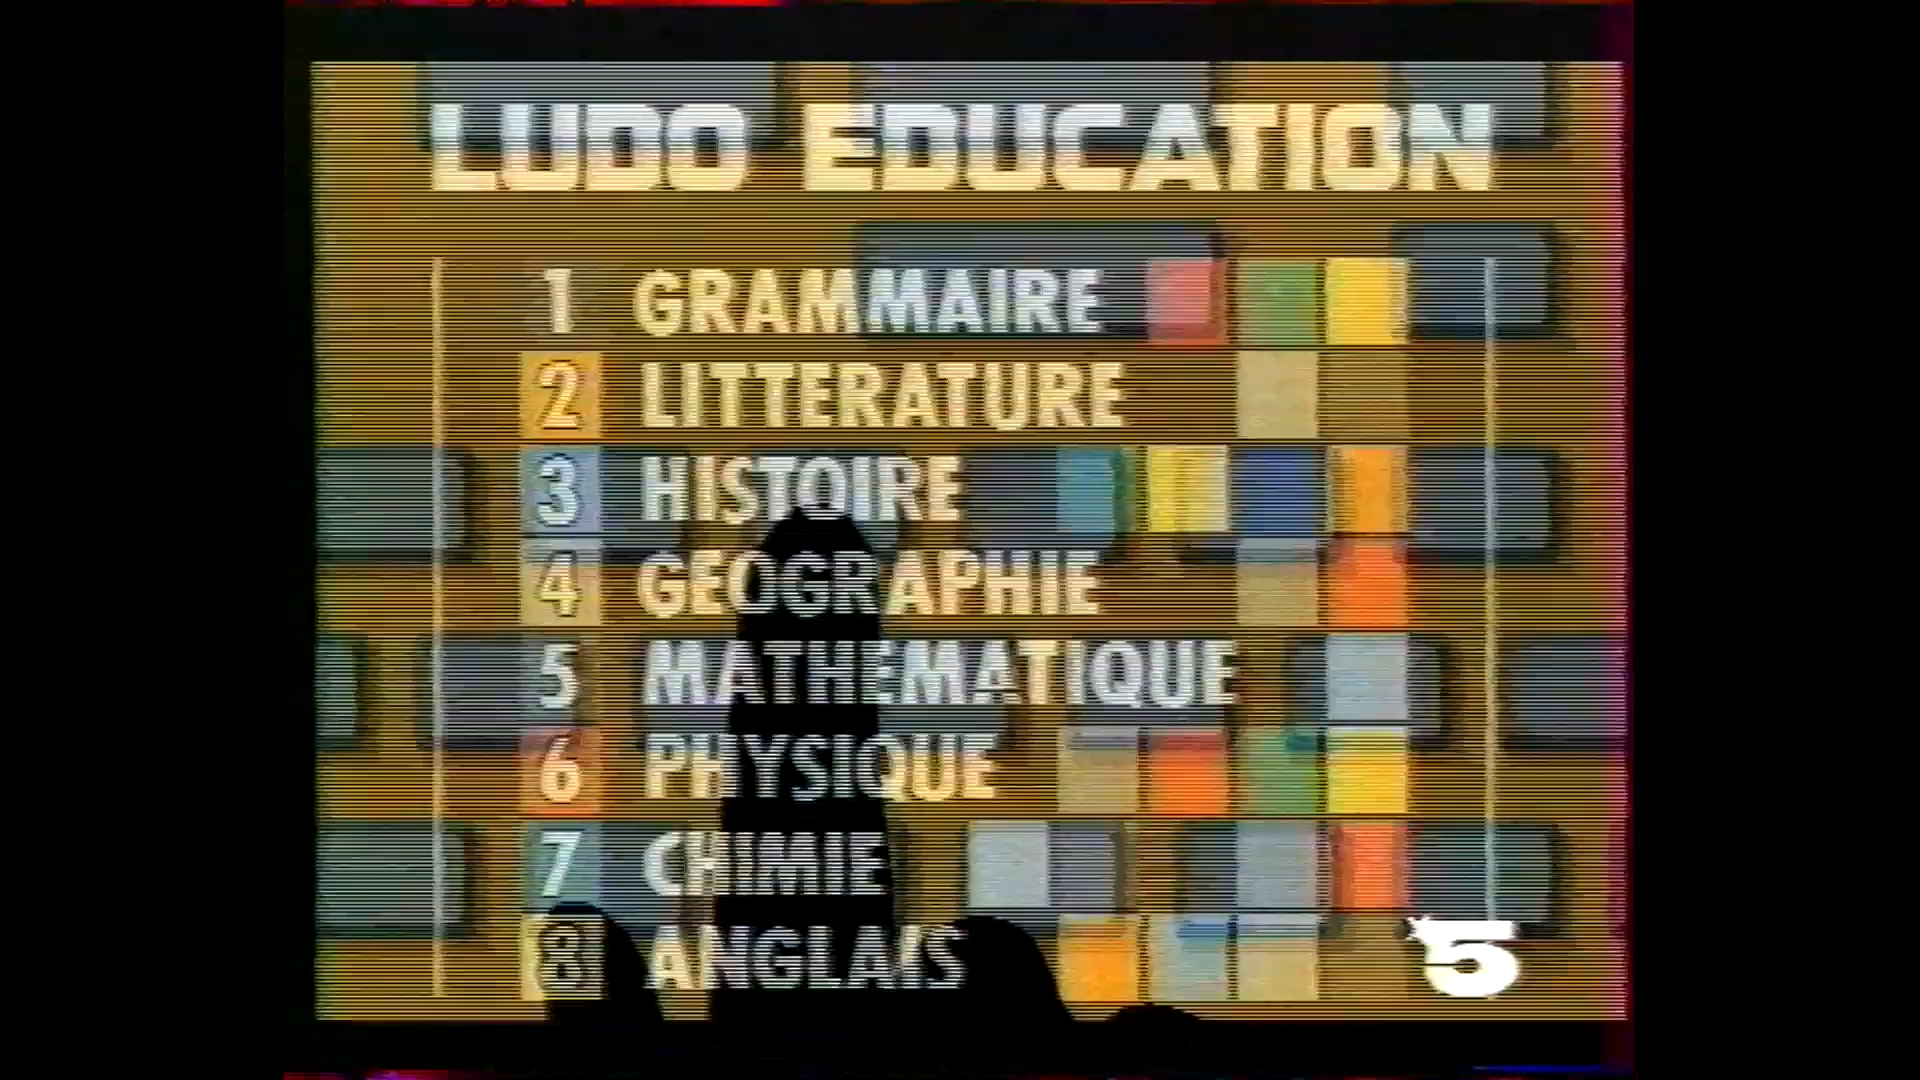 LUDO EDUCATION
1 GRAMMAIRE
2 LITTERATURE
3 HISTOIRE
4 GEOGRAPHIE
5 MATHEMATIQUE
6 PHYSIQUE
7 CHIMIE
8 ANGLAIS
5